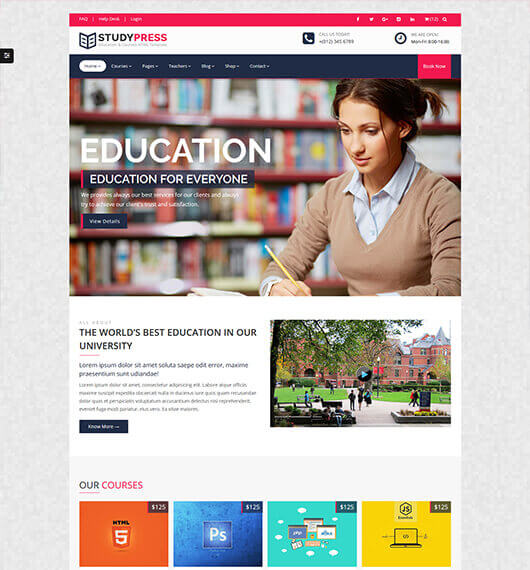 FAQ | Help Desk | Login
(12)
STUDYPRESS
Education & Courses HTML Template
CALL US TODAY!
+(012) 345 6789
WE ARE OPEN!
Mon-Fri 8:00-16:00
Home Courses Pages Teachers Blog Shop Contact
Book Now
EDUCATION
EDUCATION FOR EVERYONE
We provides always our best services for our clients and always
try to achieve our client's trust and satisfaction.
View Details
ALL ABOUT
THE WORLD'S BEST EDUCATION IN OUR
UNIVERSITY
Lorem ipsum dolor sit amet soluta saepe odit error, maxime
praesentium sunt udiandae!
Lorem ipsum dolor sit amet, consectetur adipisicing elit. Atque officiis
maxime suscipit expedita obcaecati nulla in ducimus iure quos quam recusandae
dolor quas et perspiciatis voluptatum accusantium delectus nisi reprehenderit,
eveniet fuga modi pariatur, eius vero. Ea vitae maiores.
Know More
OUR COURSES
$125
$125
$125
$125
HTML
5
Ps
php
JS
Essentials